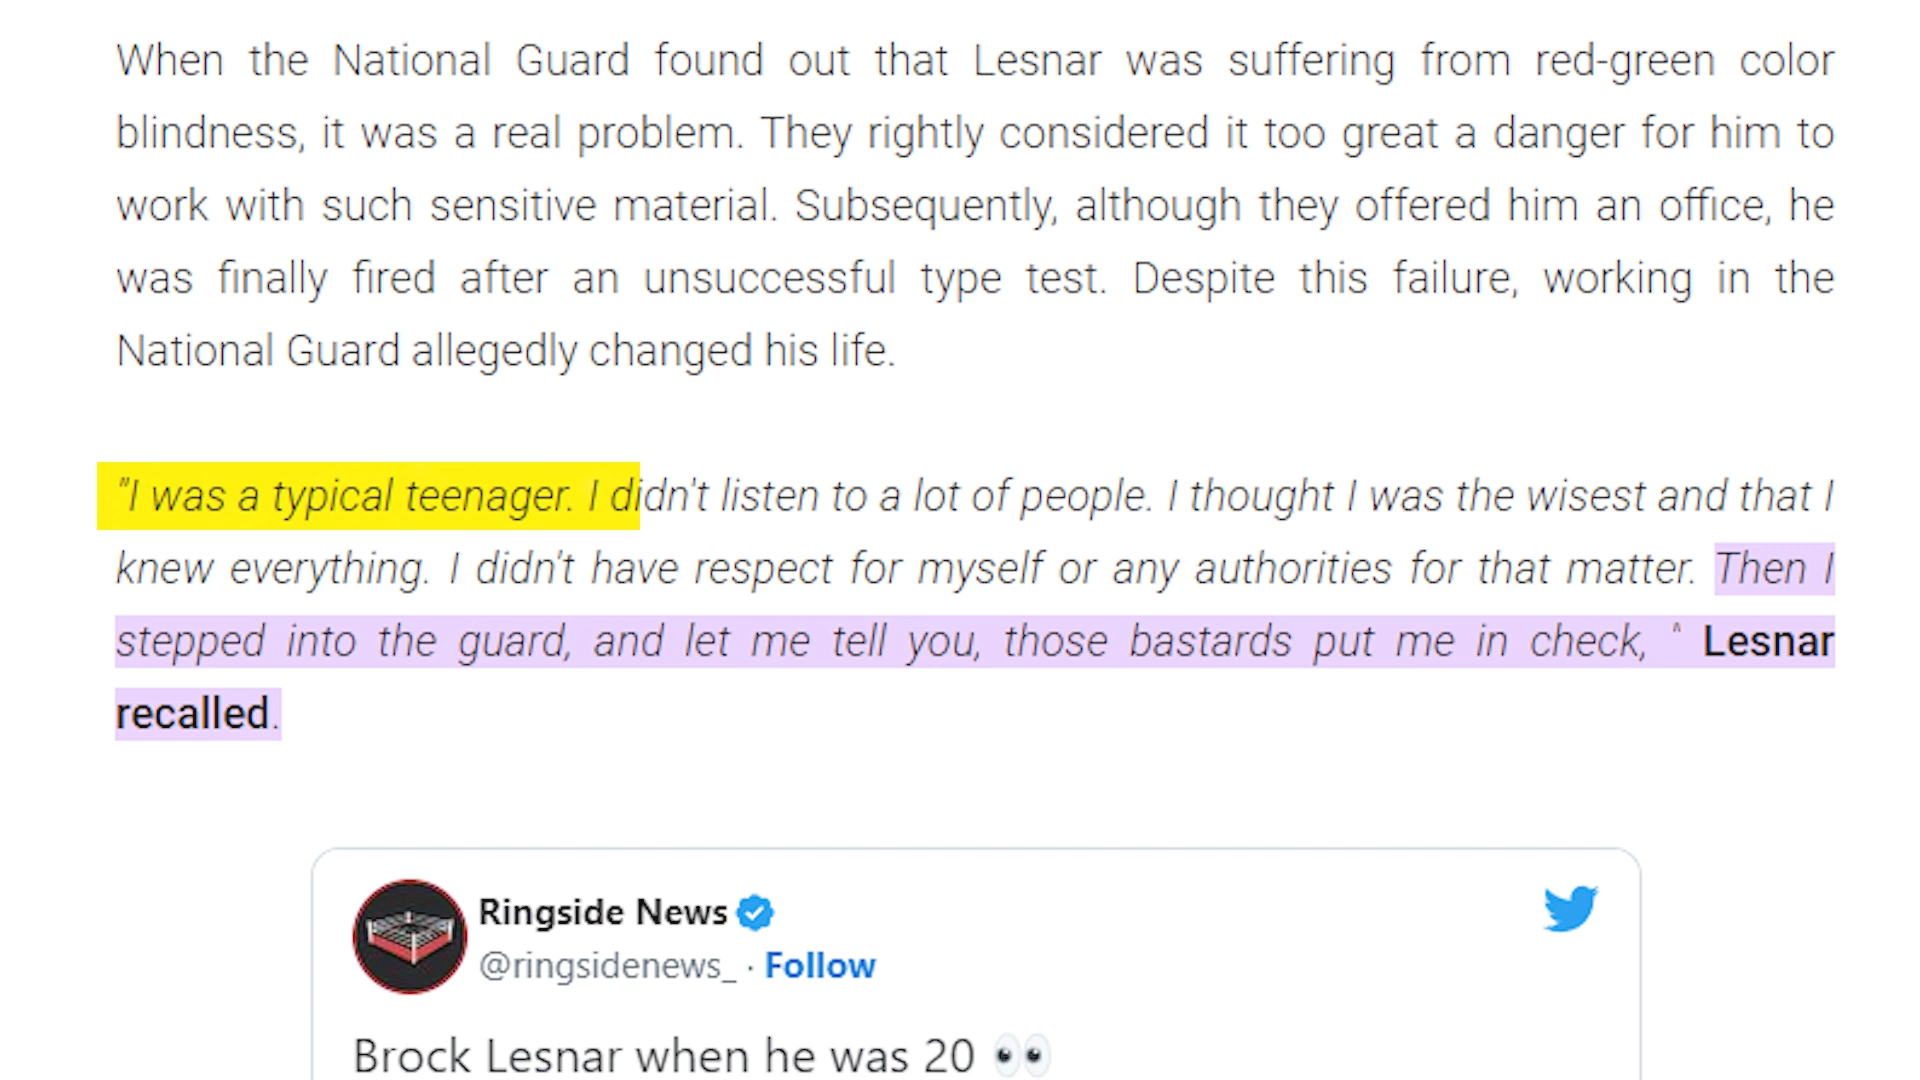 When the National Guard found out that Lesnar was suffering from red-green color
blindness, it was a real problem. They rightly considered it too great a danger for him to
work with such sensitive material. Subsequently, although they offered him an office, he
was finally fired after an unsuccessful type test. Despite this failure, working in the
National Guard allegedly changed his life.
"I was a typical teenager. I didn't listen to a lot of people. I thought I was the wisest and that I
knew everything. I didn't have respect for myself or any authorities for that matter. Then I
stepped into the guard, and let me tell you, those bastards put me in check, " Lesnar
recalled.
Ringside News
@ringsidenews_ · Follow
Brock Lesnar when he was 20 👀